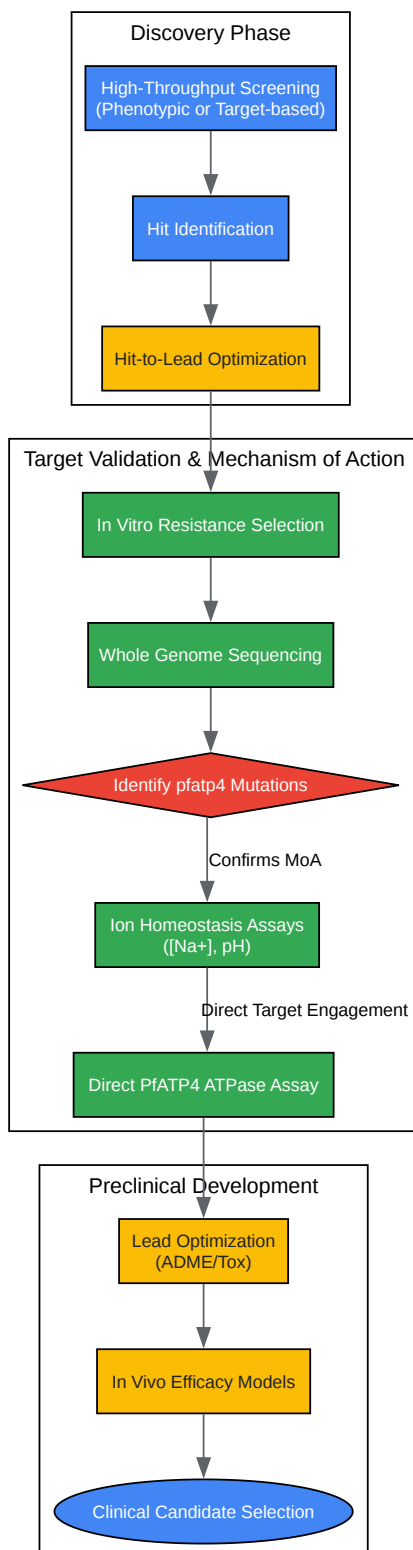 Discovery Phase
High-Throughput Screening
(Phenotypic or Target-based)
Hit Identification
Hit-to-Lead Optimization
Target Validation & Mechanism of Action
In Vitro Resistance Selection
Whole Genome Sequencing
Identify pfatp4 Mutations
Confirms MoA
Ion Homeostasis Assays
([Na+], pH)
Direct Target Engagement
Direct PfATP4 ATPase Assay
Preclinical Development
Lead Optimization
(ADME/Tox)
In Vivo Efficacy Models
Clinical Candidate Selection